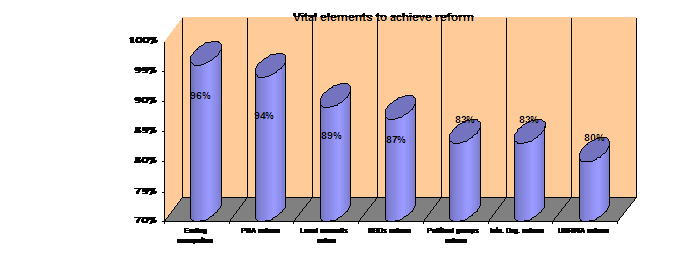 Vital elements to achieve reform
100%
95%
90%
85%
80%
75%
70%
96%
94%
89%
87%
83%
83%
80%
Ending
occupation
PNA reform
Local councils
reform
NGOs reform
Political groups
reform
Int. Org. reform
UNRWA reform